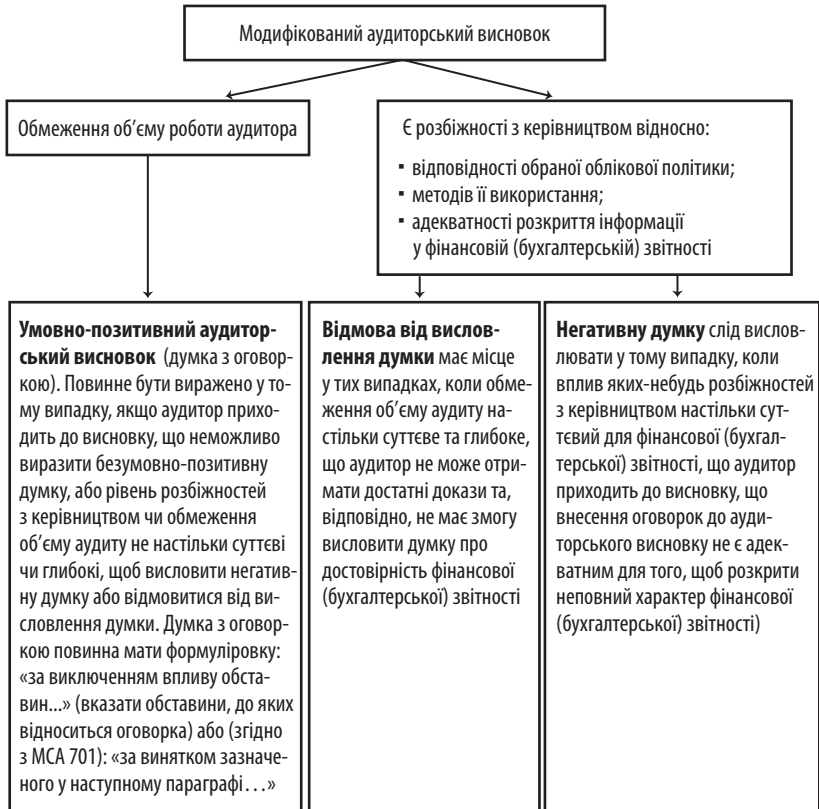 Модифікований аудиторський висновок
Обмеження об’єму роботи аудитора
Є розбіжності з керівництвом відносно:
▪ відповідності обраної облікової політики;
▪ методів її використання;
▪ адекватності розкриття інформації
у фінансовій (бухгалтерській) звітності
Умовно-позитивний аудитор-
ський висновок (думка з оговор-
кою). Повинне бути виражено у то-
му випадку, якщо аудитор прихо-
дить до висновку, що неможливо
виразити безумовно-позитивну
думку, або рівень розбіжностей
з керівництвом чи обмеження
об’єму аудиту не настільки суттєві
чи глибокі, щоб висловити негатив-
ну думку або відмовитися від ви-
словлення думки. Думка з оговор-
кою повинна мати формуліровку:
«за виключенням впливу обста-
вин...» (вказати обставини, до яких
відноситься оговорка) або (згідно
з МСА 701): «за винятком зазначе-
ного у наступному параграфі...»
Відмова від вислов-
лення думки має місце
у тих випадках, коли обме-
ження об’єму аудиту на-
стільки суттєве та глибоке,
що аудитор не може отри-
мати достатні докази та,
відповідно, не має змогу
висловити думку про
достовірність фінансової
(бухгалтерської) звітності
Негативну думку слід вислов-
лювати у тому випадку, коли
вплив яких-небудь розбіжностей
з керівництвом настільки сут-
тєвий для фінансової (бухгал-
терської) звітності, що аудитор
приходить до висновку, що
внесення оговорок до ауди-
торського висновку не є адек-
ватним для того, щоб розкрити
неповний характер фінансової
(бухгалтерської) звітності)